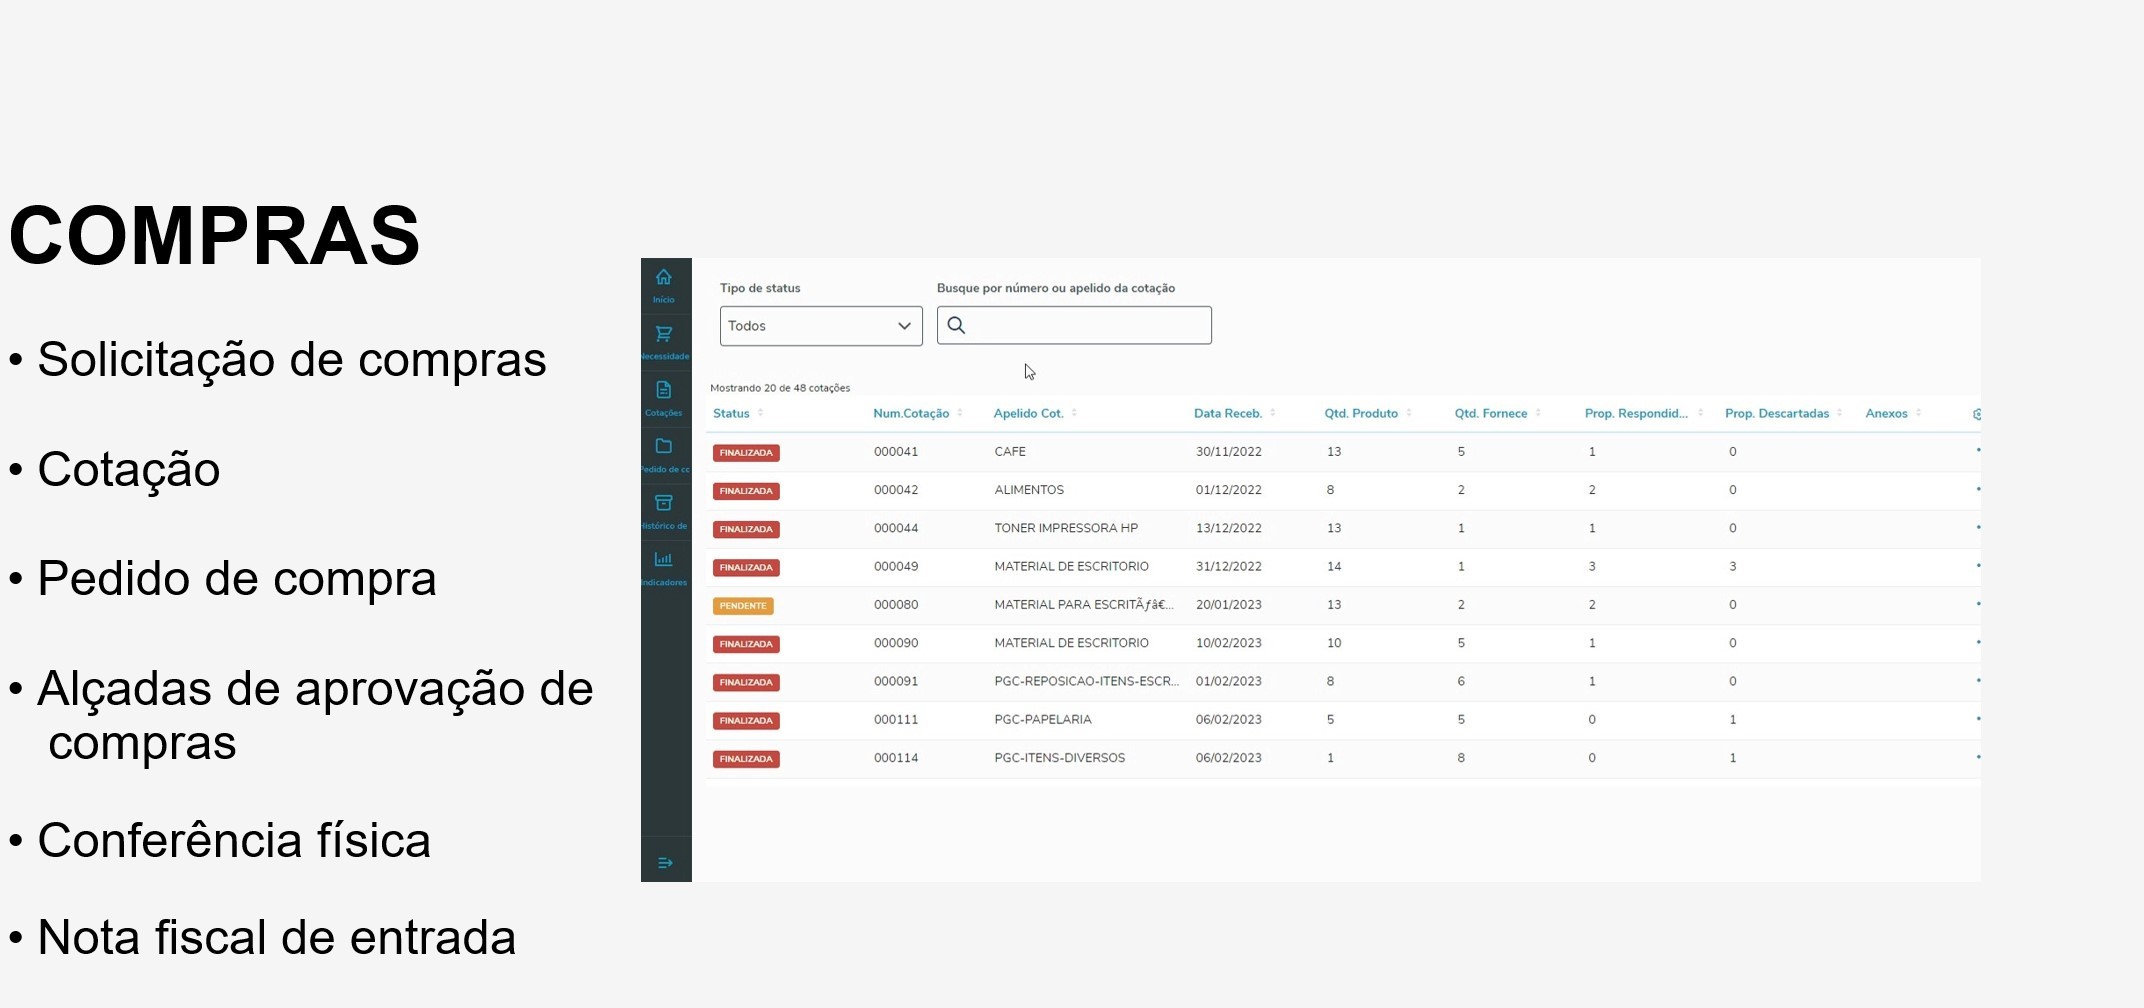 COMPRAS
• Solicitação de compras
• Cotação
• Pedido de compra
• Alçadas de aprovação de
compras
• Conferência física
• Nota fiscal de entrada
Início
Necessidade
Cotações
Pedido de cc
Histórico de
Indicadores
Tipo de status
Busque por número ou apelido da cotação
Todos
Mostrando 20 de 48 cotações
Status Num.Cotação Apelido Cot. Data Receb. Qtd. Produto Qtd. Fornece Prop. Respondid... Prop. Descartadas Anexos
FINALIZADA 000041 CAFE 30/11/2022 13 5 1 0
FINALIZADA 000042 ALIMENTOS 01/12/2022 8 2 2 0
FINALIZADA 000044 TONER IMPRESSORA HP 13/12/2022 13 1 1 0
FINALIZADA 000049 MATERIAL DE ESCRITORIO 31/12/2022 14 1 3 3
PENDENTE 000080 MATERIAL PARA ESCRITÃƒâ€... 20/01/2023 13 2 2 0
FINALIZADA 000090 MATERIAL DE ESCRITORIO 10/02/2023 10 5 1 0
FINALIZADA 000091 PGC-REPOSICAO-ITENS-ESCR... 01/02/2023 8 6 1 0
FINALIZADA 000111 PGC-PAPELARIA 06/02/2023 5 5 0 1
FINALIZADA 000114 PGC-ITENS-DIVERSOS 06/02/2023 1 8 0 1